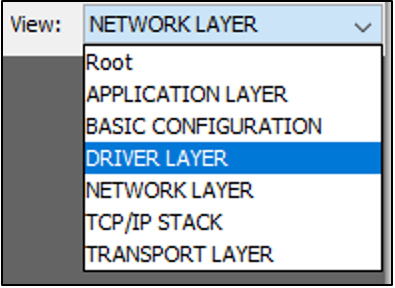 View: NETWORK LAYER
Root
APPLICATION LAYER
BASIC CONFIGURATION
DRIVER LAYER
NETWORK LAYER
TCP/IP STACK
TRANSPORT LAYER